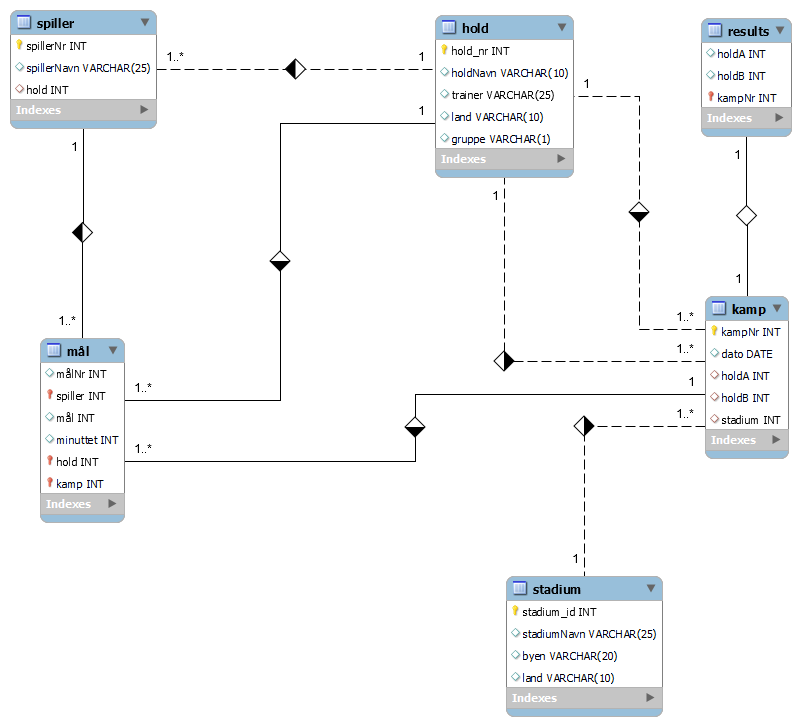 spiller
spillerNr INT
spillerNavn VARCHAR(25)
hold INT
Indexes
hold
hold_nr INT
holdNavn VARCHAR(10)
trainer VARCHAR(25)
land VARCHAR(10)
gruppe VARCHAR(1)
Indexes
results
holdA INT
holdB INT
kampNr INT
Indexes
1..*
1
1
1
1
1
1
1
1..*
1..*
1
1..*
1..*
1..*
1..*
1
mål
målNr INT
spiller INT
mål INT
minuttet INT
hold INT
kamp INT
Indexes
kamp
kampNr INT
dato DATE
holdA INT
holdB INT
stadium INT
Indexes
stadium
stadium_id INT
stadiumNavn VARCHAR(25)
byen VARCHAR(20)
land VARCHAR(10)
Indexes